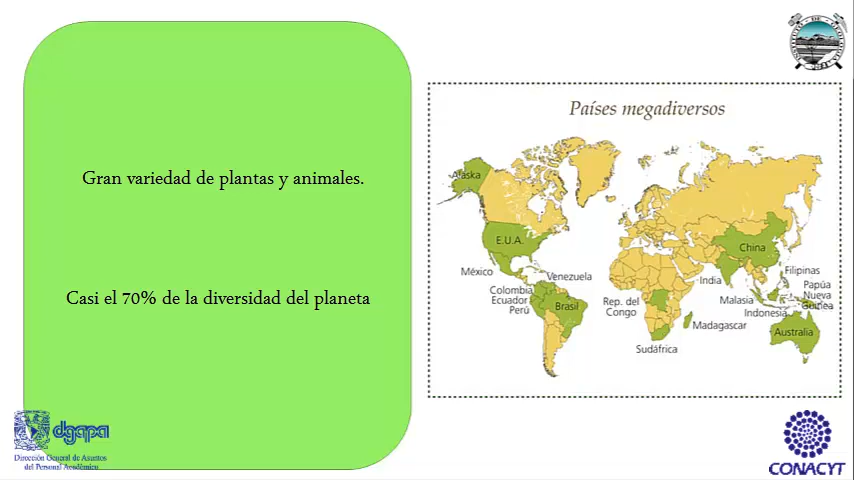 Gran variedad de plantas y animales.
Casi el 70% de la diversidad del planeta
Países megadiversos
Alaska
E.U.A.
México
Venezuela
Colombia
Ecuador
Perú
Brasil
Rep. del
Congo
Sudáfrica
Madagascar
China
India
Filipinas
Malasia
Indonesia
Papúa
Nueva
Guinea
Australia
dgapa
Dirección General de Asuntos
del Personal Académico
CONACYT